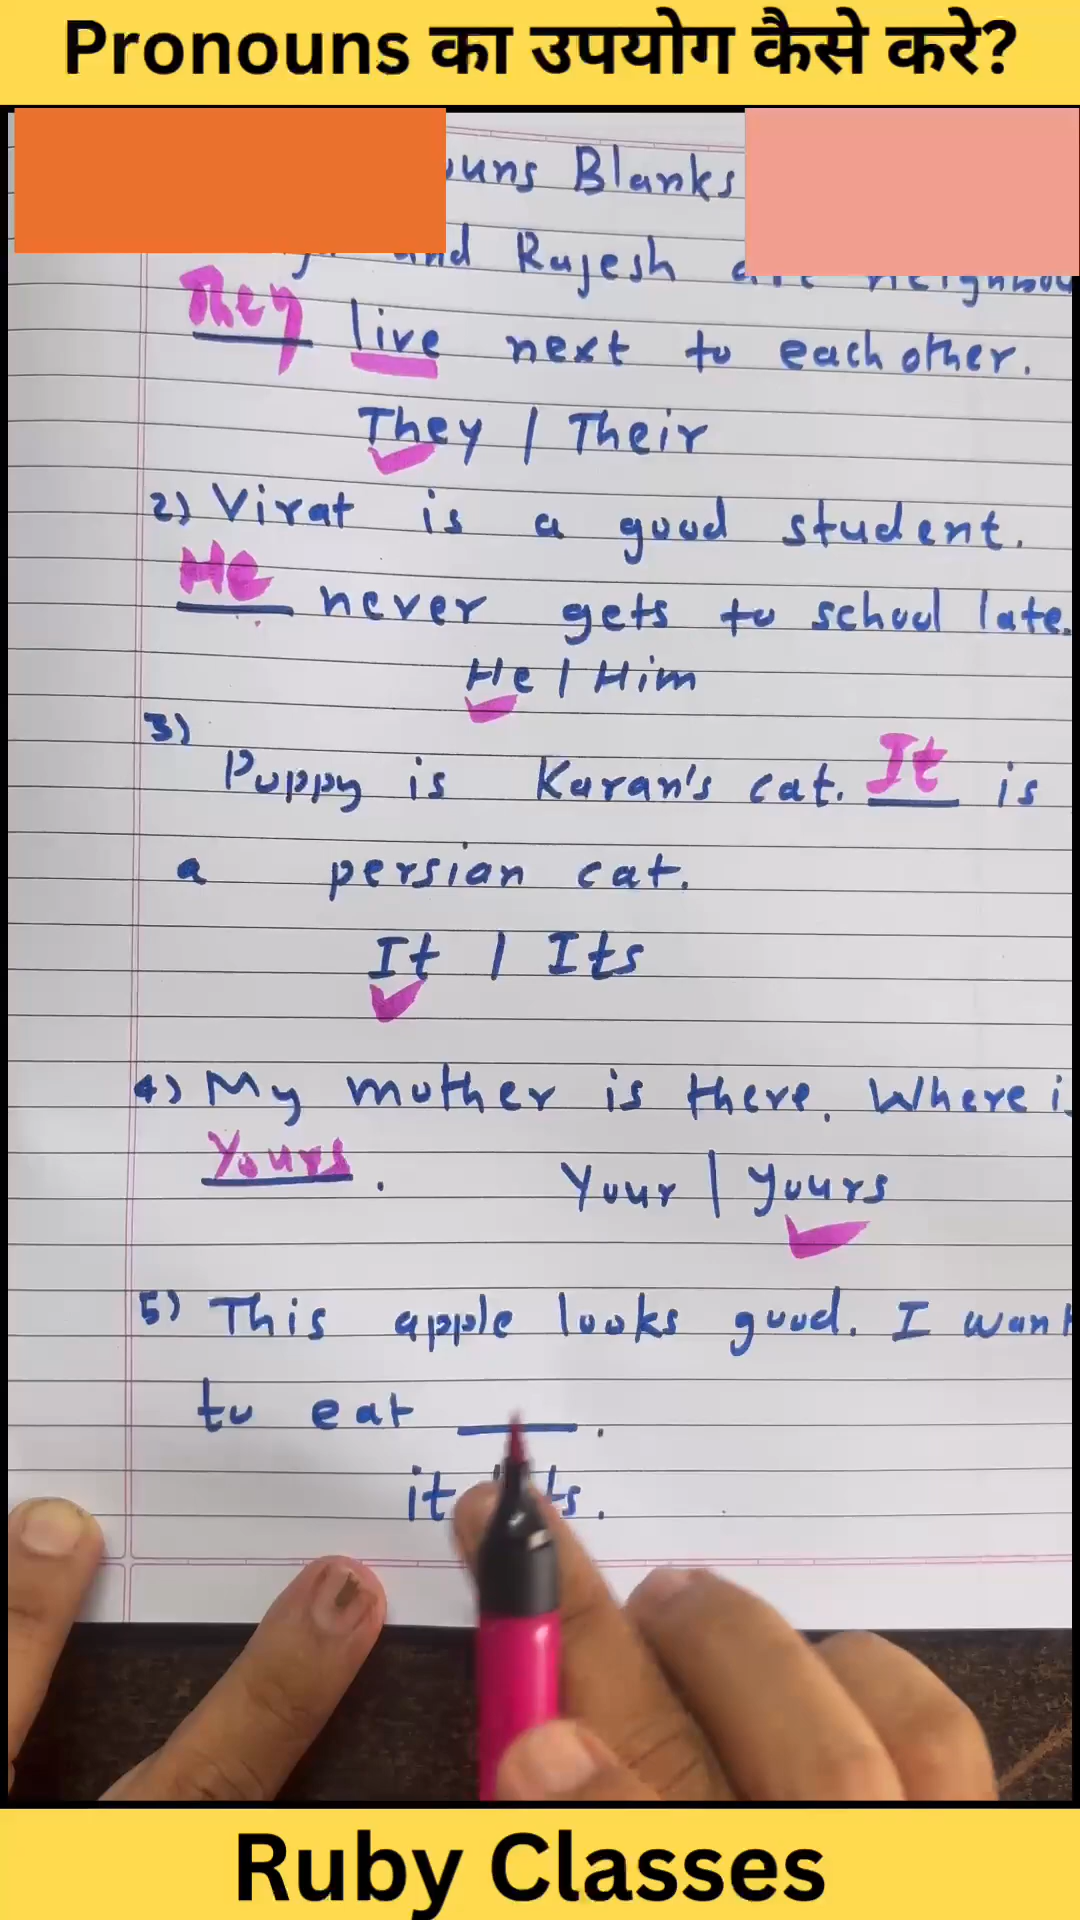 Pronouns का उपयोग कैसे करे?
Blanks
Rajesh
They live next to each other.
They | Their
2) Virat is a good student.
He never gets to school late.
He | Him
3)
Puppy is Karan's cat. It is
a persian cat.
It | Its
4) My mother is there. Where is
Yours.
Your | Yours
5) This apple looks good. I want
to eat ____.
it
Ruby Classes